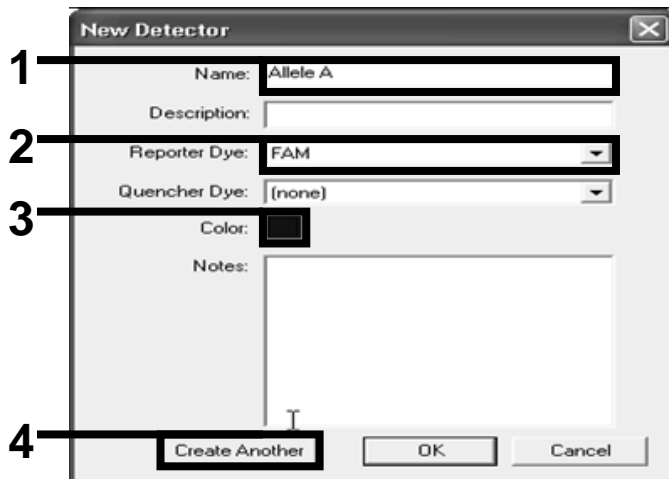 New Detector
1 Name: Allele A
Description:
2 Reporter Dye: FAM
Quencher Dye: (none)
3 Color:
Notes:
4 Create Another OK Cancel